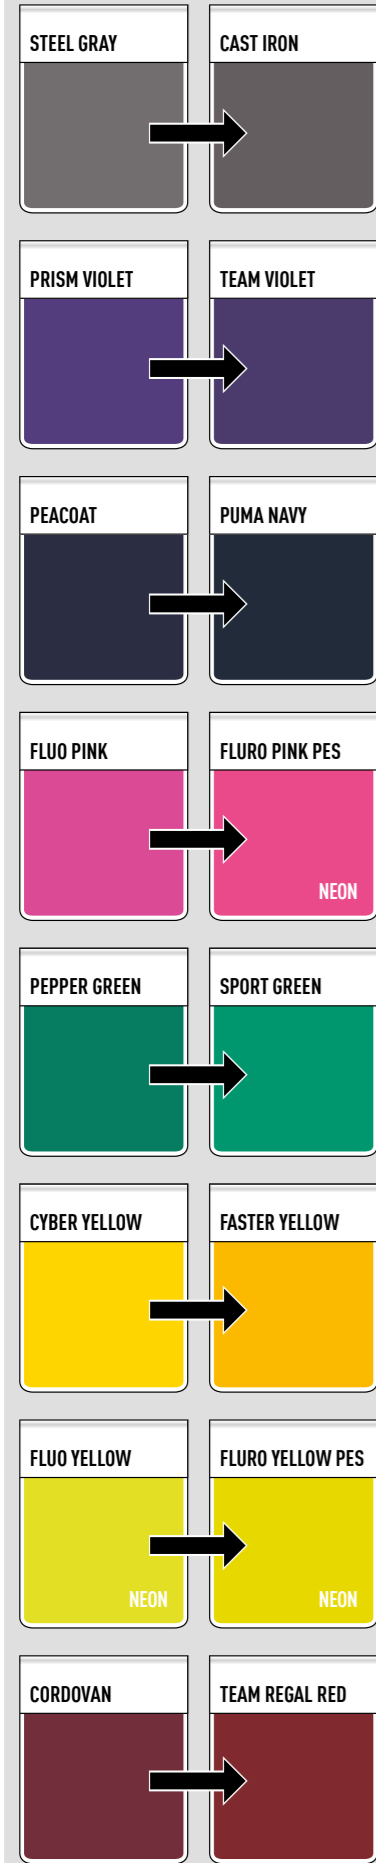 STEEL GRAY
CAST IRON
PRISM VIOLET
TEAM VIOLET
PEACOAT
PUMA NAVY
FLUO PINK
FLURO PINK PES
NEON
PEPPER GREEN
SPORT GREEN
CYBER YELLOW
FASTER YELLOW
FLUO YELLOW
FLURO YELLOW PES
NEON
NEON
CORDOVAN
TEAM REGAL RED